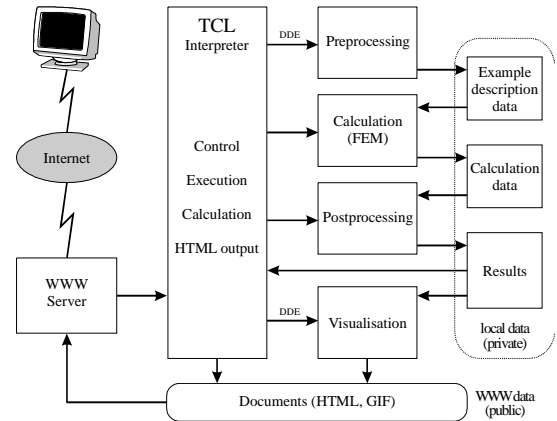 TCL
Interpreter
DDE
Preprocessing
Example
description
data
Calculation
(FEM)
Control
Execution
Calculation
HTML output
Internet
Calculation
data
Postprocessing
WWW
Server
Results
DDE
Visualisation
local data
(private)
Documents (HTML, GIF)
WWW data
(public)